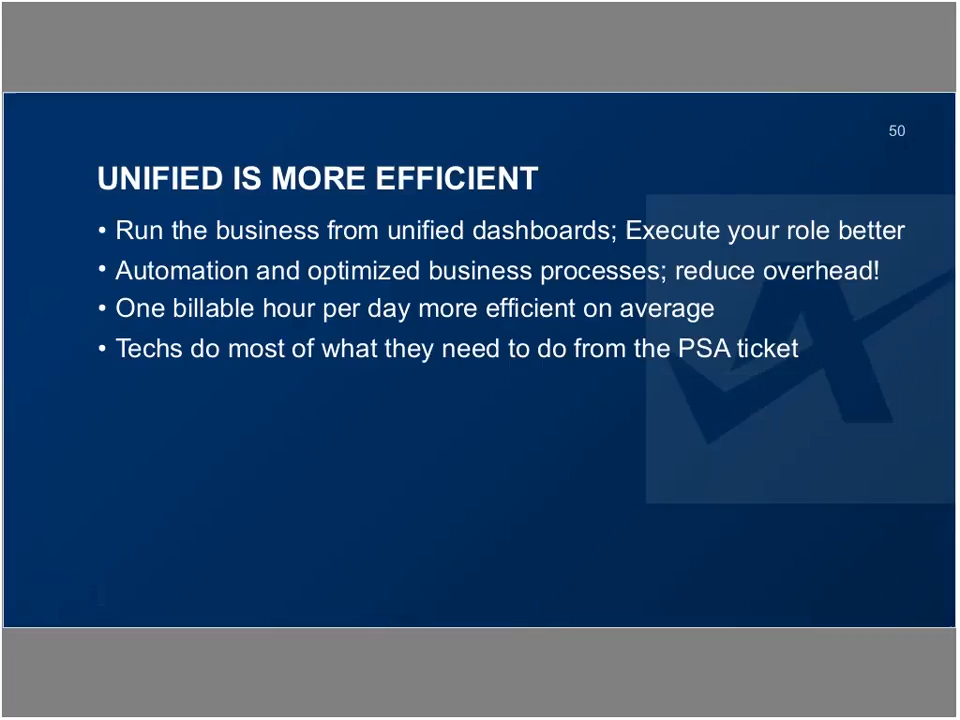 50
UNIFIED IS MORE EFFICIENT
• Run the business from unified dashboards; Execute your role better
• Automation and optimized business processes; reduce overhead!
• One billable hour per day more efficient on average
• Techs do most of what they need to do from the PSA ticket